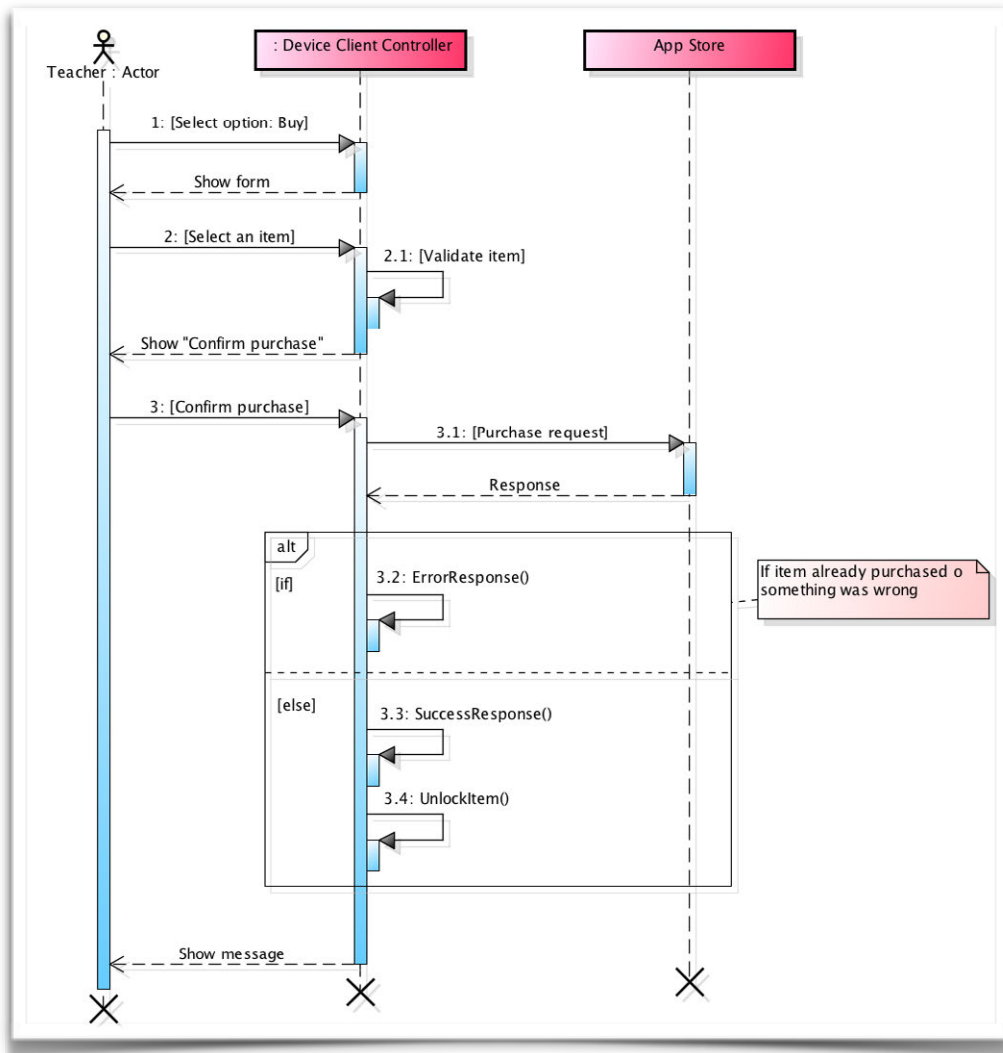 Teacher : Actor
: Device Client Controller
App Store
1: [Select option: Buy]
Show form
2: [Select an item]
2.1: [Validate item]
Show "Confirm purchase"
3: [Confirm purchase]
3.1: [Purchase request]
Response
alt
[if]
3.2: ErrorResponse()
If item already purchased o
something was wrong
[else]
3.3: SuccessResponse()
3.4: UnlockItem()
Show message